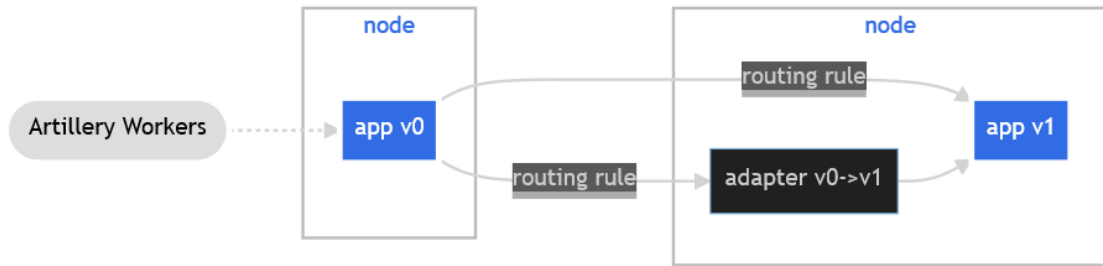 node
node
routing rule
Artillery Workers
app v0
app v1
routing rule
adapter v0->v1